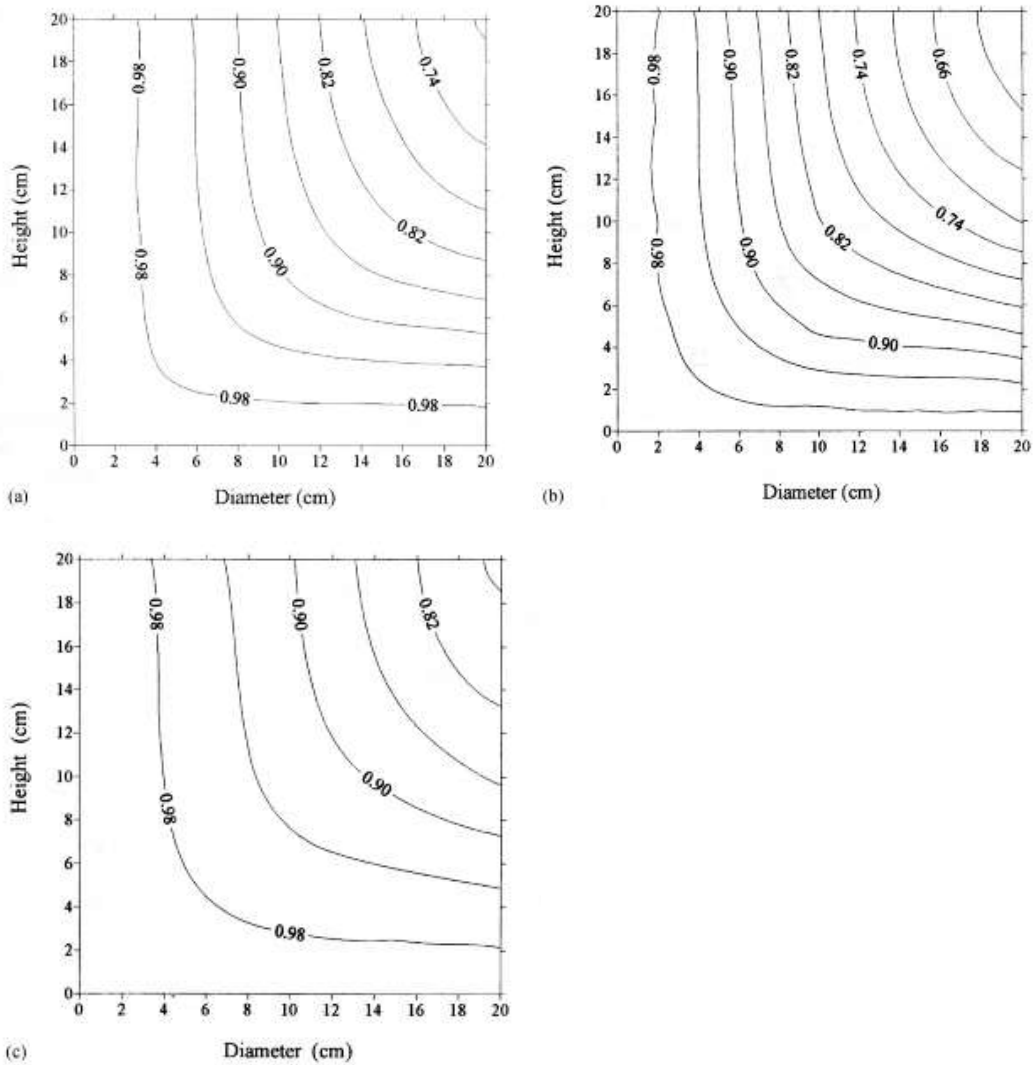 20
18
16
14
12
10
8
6
4
2
0
Height (cm)
0.98 0.90 0.82 0.74
0.82
0.90
0.98
0.98 0.98
0 2 4 6 8 10 12 14 16 18 20
Diameter (cm)
(a)
20
18
16
14
12
10
8
6
4
2
0
Height (cm)
0.98 0.90 0.82 0.74 0.66
0.74
0.82
0.98 0.90
0.90
0 2 4 6 8 10 12 14 16 18 20
Diameter (cm)
(b)
20
18
16
14
12
10
8
6
4
2
0
Height (cm)
0.98 0.90 0.82
0.90
0.98
0.98
0 2 4 6 8 10 12 14 16 18 20
Diameter (cm)
(c)